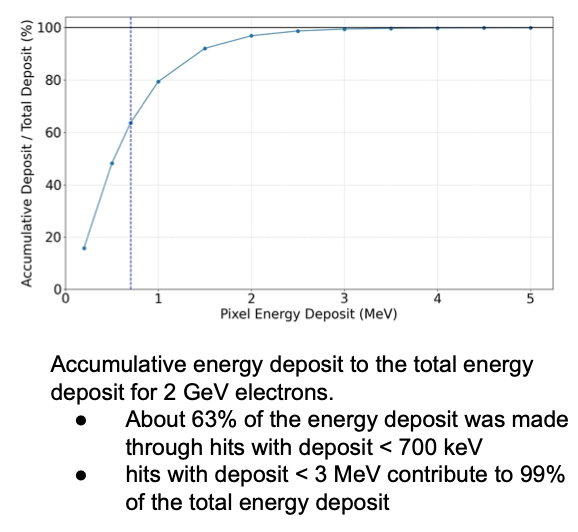 Accumulative Deposit / Total Deposit (%)
100
80
60
40
20
0
0 1 2 3 4 5
Pixel Energy Deposit (MeV)
Accumulative energy deposit to the total energy
deposit for 2 GeV electrons.
● About 63% of the energy deposit was made
through hits with deposit < 700 keV
● hits with deposit < 3 MeV contribute to 99%
of the total energy deposit